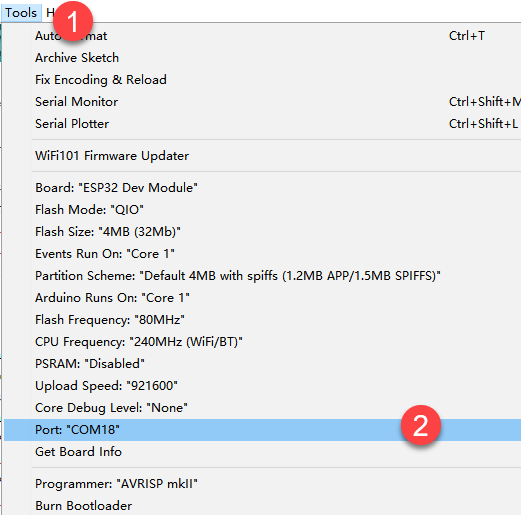 Tools H
1
Auto Format Ctrl+T
Archive Sketch
Fix Encoding & Reload
Serial Monitor Ctrl+Shift+M
Serial Plotter Ctrl+Shift+L
WiFi101 Firmware Updater
Board: "ESP32 Dev Module"
Flash Mode: "QIO"
Flash Size: "4MB (32Mb)"
Events Run On: "Core 1"
Partition Scheme: "Default 4MB with spiffs (1.2MB APP/1.5MB SPIFFS)"
Arduino Runs On: "Core 1"
Flash Frequency: "80MHz"
CPU Frequency: "240MHz (WiFi/BT)"
PSRAM: "Disabled"
Upload Speed: "921600"
Core Debug Level: "None"
Port: "COM18" 2
Get Board Info
Programmer: "AVRISP mkII"
Burn Bootloader